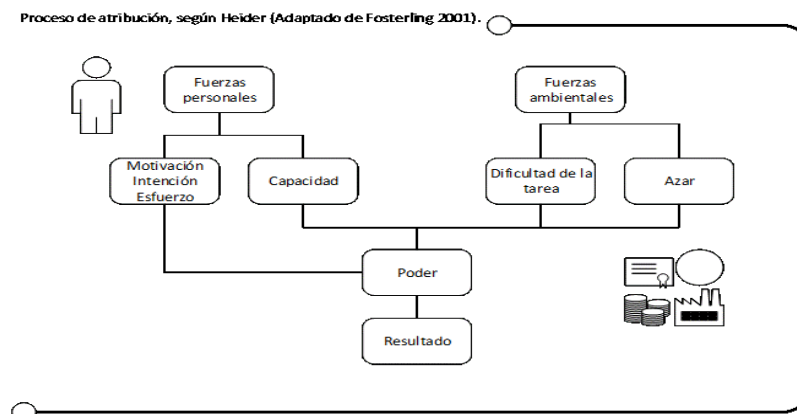 Proceso de atribución, según Heider (Adaptado de Fosterling 2001).
Fuerzas
personales
Fuerzas
ambientales
Motivación
Intención
Esfuerzo
Capacidad
Dificultad de la
tarea
Azar
Poder
Resultado